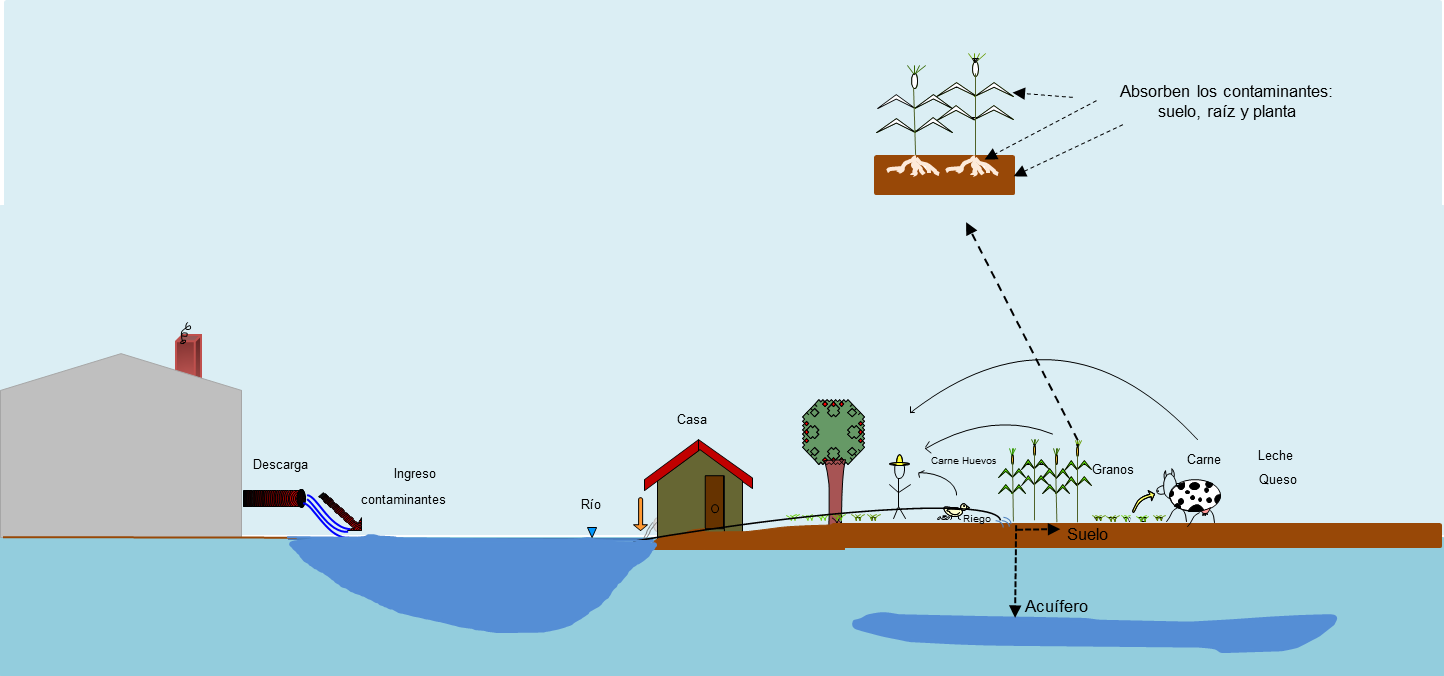 Absorben los contaminantes:
suelo, raíz y planta
Casa
Descarga
Ingreso
contaminantes
Río
Carne Huevos
Granos
Carne
Leche
Queso
Riego
Suelo
Acuífero